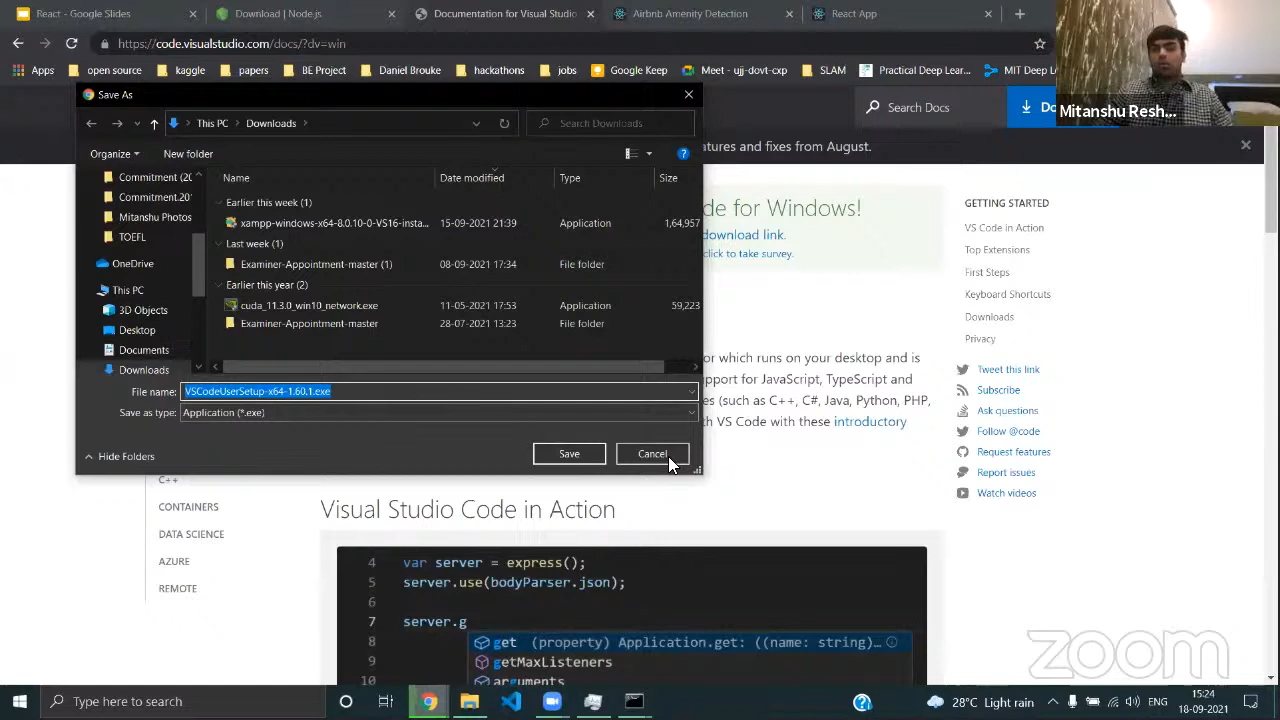 React - Google Slides
Download | Node.js
Documentation for Visual Studio
Airbnb Amenity Detection
React App
https://code.visualstudio.com/docs/?dv=win
Apps
open source
kaggle
papers
BE Project
Daniel Brouke
hackathons
jobs
Google Keep
Meet - ujj-dovt-cxp
SLAM
Practical Deep Lear...
MIT Deep Le
Mitanshu Resh...
Save As
Search Docs
Do
This PC
Downloads
Search Downloads
Organize
New folder
atures and fixes from August.
Name
Date modified
Type
Size
Commitment (20
Commitment.20
Mitanshu Photos
TOEFL
OneDrive
This PC
3D Objects
Desktop
Documents
Downloads
Earlier this week (1)
xampp-windows-x64-8.0.10-0-VS16-insta...
15-09-2021 21:39
Application
1,64,957
Last week (1)
Examiner-Appointment-master (1)
08-09-2021 17:34
File folder
Earlier this year (2)
cuda_11.3.0_win10_network.exe
11-05-2021 17:53
Application
59,223
Examiner-Appointment-master
28-07-2021 13:23
File folder
File name:
VSCodeUserSetup-x64-1.60.1.exe
Save as type:
Application (*.exe)
Hide Folders
Save
Cancel
de for Windows!
download link.
click to take survey.
or which runs on your desktop and is
pport for JavaScript, TypeScript and
es (such as C++, C#, Java, Python, PHP,
h VS Code with these introductory
GETTING STARTED
VS Code in Action
Top Extensions
First Steps
Keyboard Shortcuts
Downloads
Privacy
Tweet this link
Subscribe
Ask questions
Follow @code
Request features
Report issues
Watch videos
C++
CONTAINERS
DATA SCIENCE
AZURE
REMOTE
Visual Studio Code in Action
4 var server = express();
5 server.use(bodyParser.json);
6
7 server.g
8 get (property) Application.get: ((name: string)…
9 getMaxListeners
10 arguments
zoom
Type here to search
28°C Light rain
ENG
15:24
18-09-2021